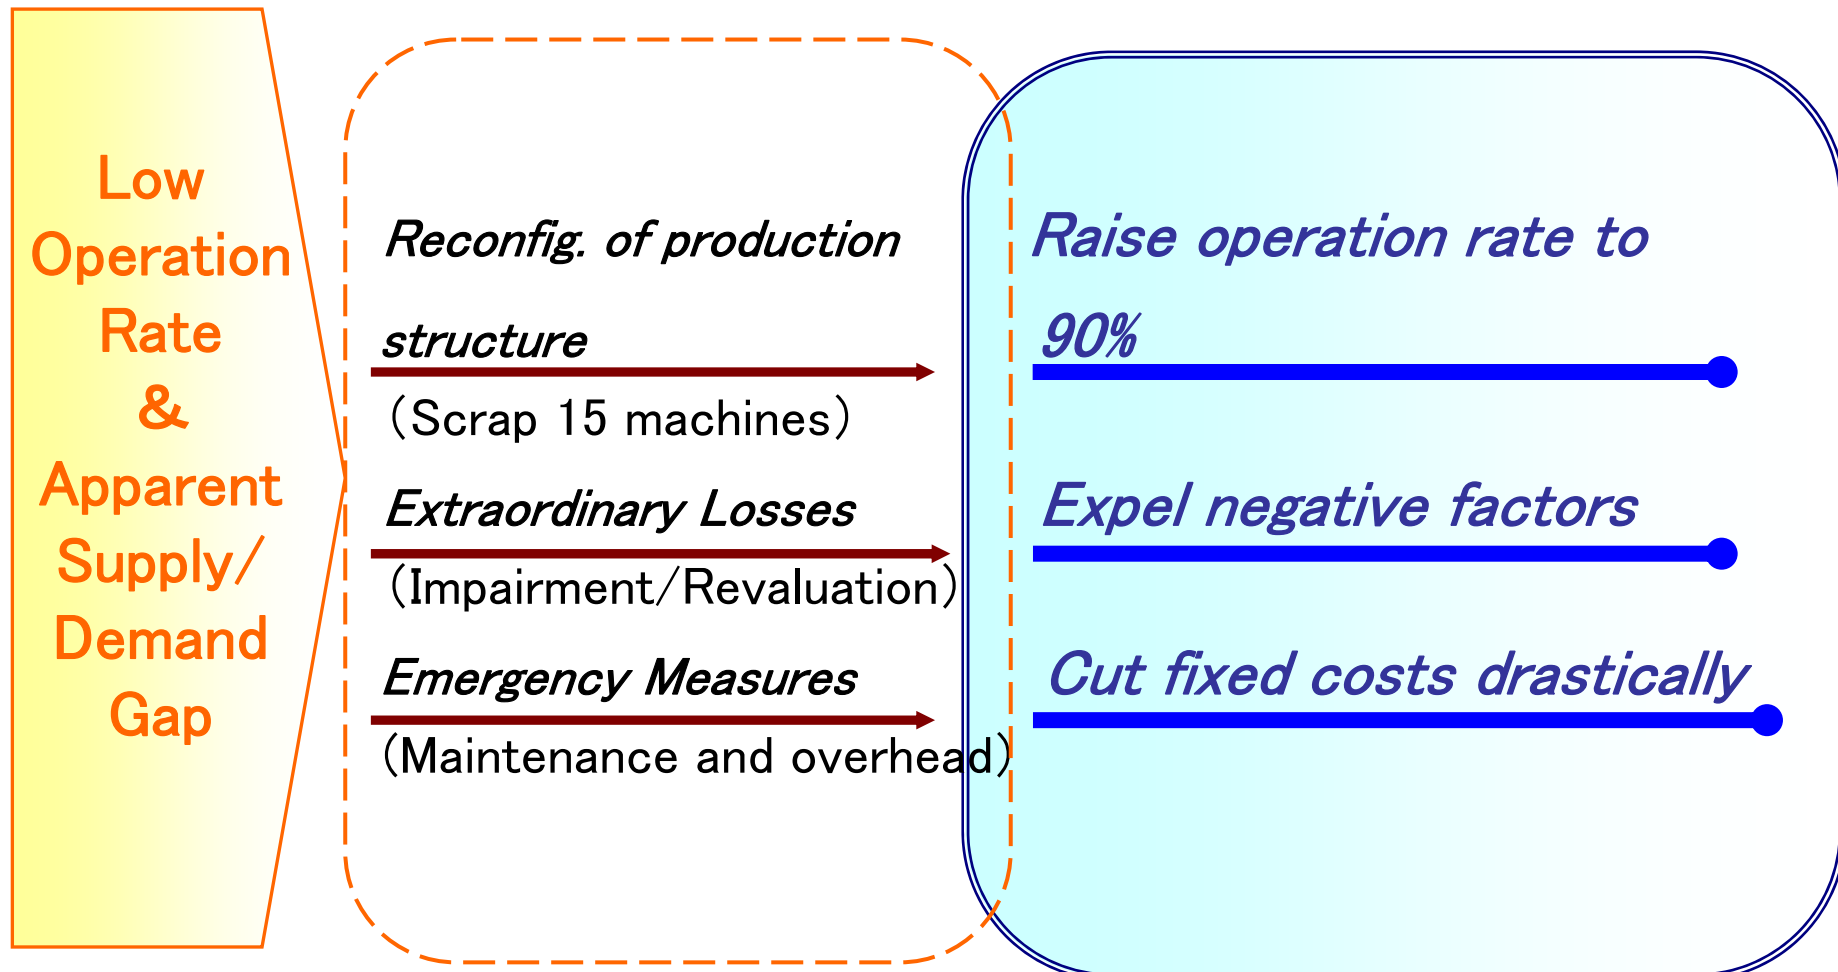 Low
Operation
Rate
&
Apparent
Supply/
Demand
Gap
Reconfig. of production
structure
(Scrap 15 machines)
Extraordinary Losses
(Impairment/Revaluation)
Emergency Measures
(Maintenance and overhead)
Raise operation rate to
90%
Expel negative factors
Cut fixed costs drastically